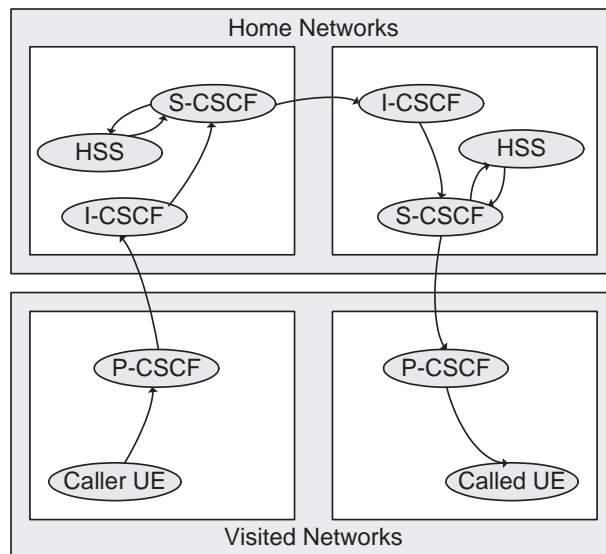 Home Networks
S-CSCF
HSS
I-CSCF
I-CSCF
HSS
S-CSCF
P-CSCF
Caller UE
P-CSCF
Called UE
Visited Networks